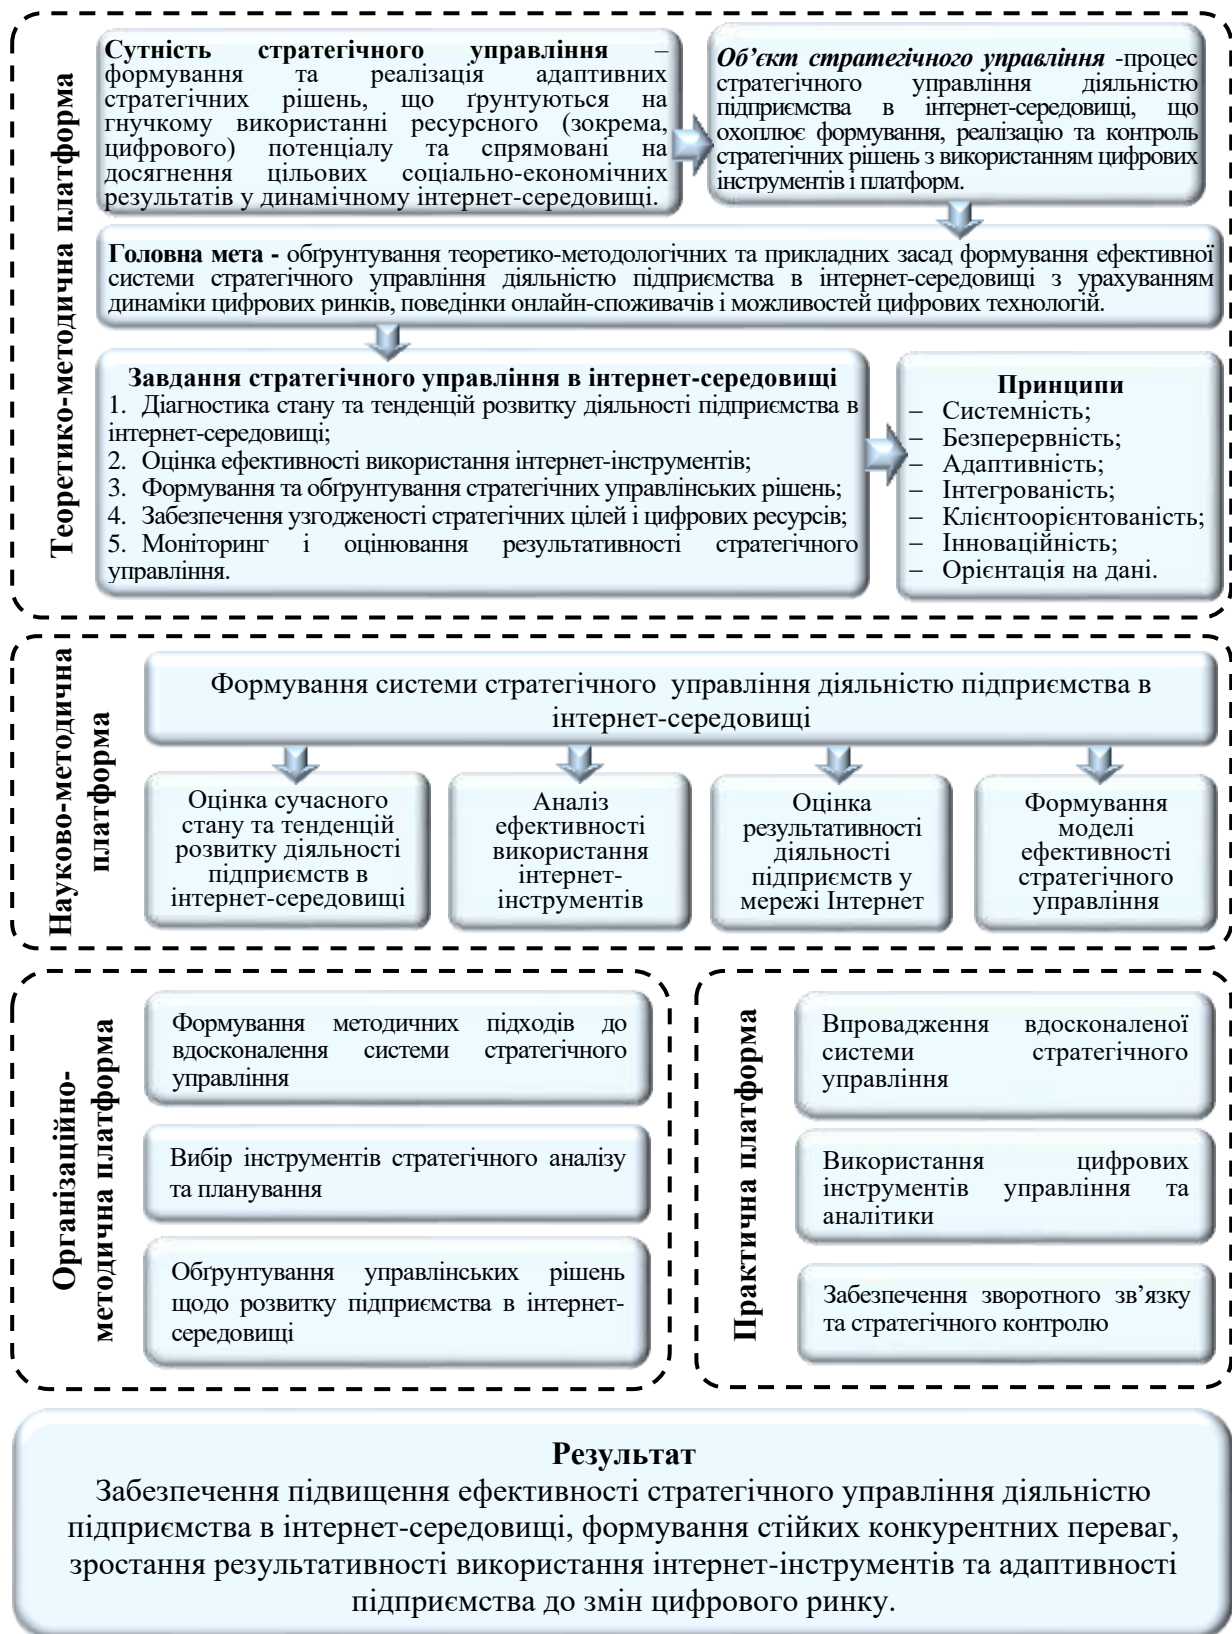 Теоретико-методична платформа
Сутність стратегічного управління –
формування та реалізація адаптивних
стратегічних рішень, що ґрунтуються на
гнучкому використанні ресурсного (зокрема,
цифрового) потенціалу та спрямовані на
досягнення цільових соціально-економічних
результатів у динамічному інтернет-середовищі.
Об’єкт стратегічного управління -процес
стратегічного управління діяльністю
підприємства в інтернет-середовищі, що
охоплює формування, реалізацію та контроль
стратегічних рішень з використанням цифрових
інструментів і платформ.
Головна мета - обґрунтування теоретико-методологічних та прикладних засад формування ефективної
системи стратегічного управління діяльністю підприємства в інтернет-середовищі з урахуванням
динаміки цифрових ринків, поведінки онлайн-споживачів і можливостей цифрових технологій.
Завдання стратегічного управління в інтернет-середовищі
1. Діагностика стану та тенденцій розвитку діяльності підприємства в
інтернет-середовищі;
2. Оцінка ефективності використання інтернет-інструментів;
3. Формування та обґрунтування стратегічних управлінських рішень;
4. Забезпечення узгодженості стратегічних цілей і цифрових ресурсів;
5. Моніторинг і оцінювання результативності стратегічного
управління.
Принципи
– Системність;
– Безперервність;
– Адаптивність;
– Інтегрованість;
– Клієнтоорієнтованість;
– Інноваційність;
– Орієнтація на дані.
Науково-методична
платформа
Формування системи стратегічного управління діяльністю підприємства в
інтернет-середовищі
Оцінка сучасного
стану та тенденцій
розвитку діяльності
підприємств в
інтернет-середовищі
Аналіз
ефективності
використання
інтернет-
інструментів
Оцінка
результативності
діяльності
підприємств у
мережі Інтернет
Формування
моделі
ефективності
стратегічного
управління
Організаційно-
методична платформа
Формування методичних підходів до
вдосконалення системи стратегічного
управління
Вибір інструментів стратегічного аналізу
та планування
Обґрунтування управлінських рішень
щодо розвитку підприємства в інтернет-
середовищі
Практична платформа
Впровадження вдосконаленої
системи стратегічного
управління
Використання цифрових
інструментів управління та
аналітики
Забезпечення зворотного зв’язку
та стратегічного контролю
Результат
Забезпечення підвищення ефективності стратегічного управління діяльністю
підприємства в інтернет-середовищі, формування стійких конкурентних переваг,
зростання результативності використання інтернет-інструментів та адаптивності
підприємства до змін цифрового ринку.